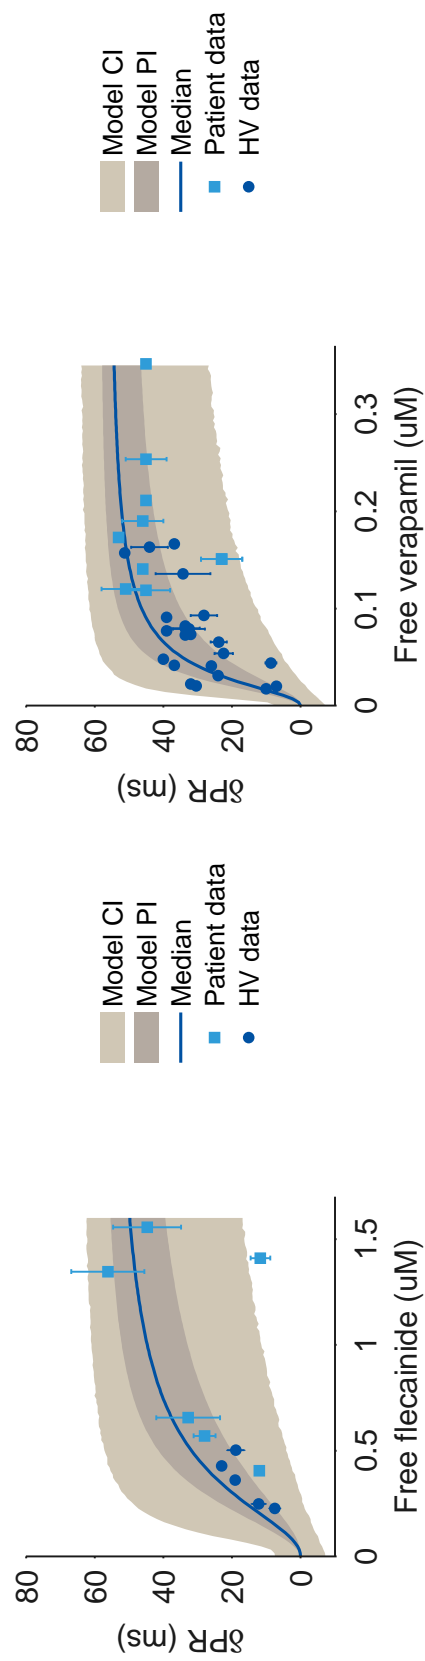 80
60
40
20
0
δPR (ms)
0
0.5
1
1.5
Free flecainide (uM)
Model CI
Model PI
Median
Patient data
HV data
80
60
40
20
0
δPR (ms)
0
0.1
0.2
0.3
Free verapamil (uM)
Model CI
Model PI
Median
Patient data
HV data